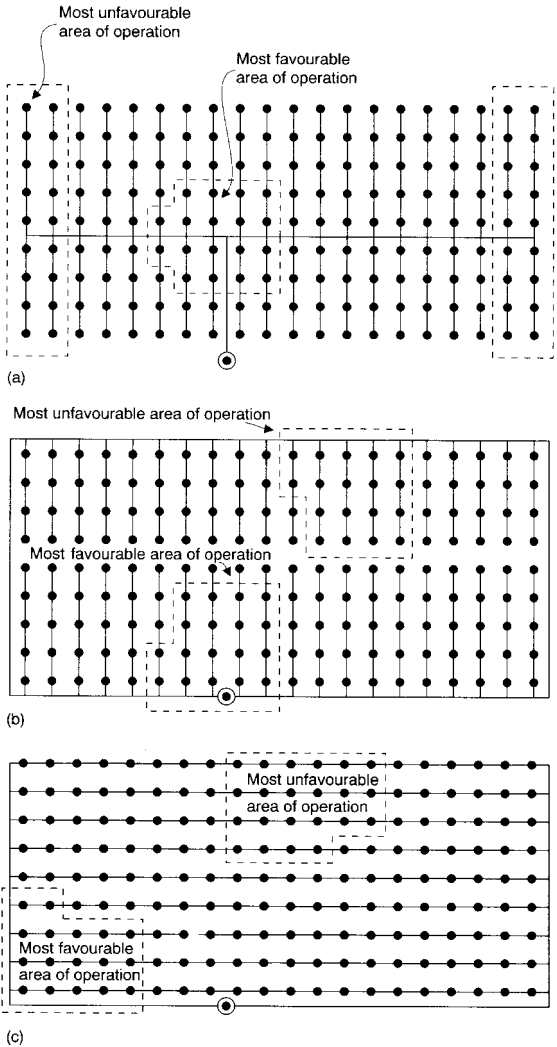 Most unfavourable
area of operation
Most favourable
area of operation
(a)
Most unfavourable area of operation
Most favourable area of operation
(b)
Most unfavourable
area of operation
Most favourable
area of operation
(c)